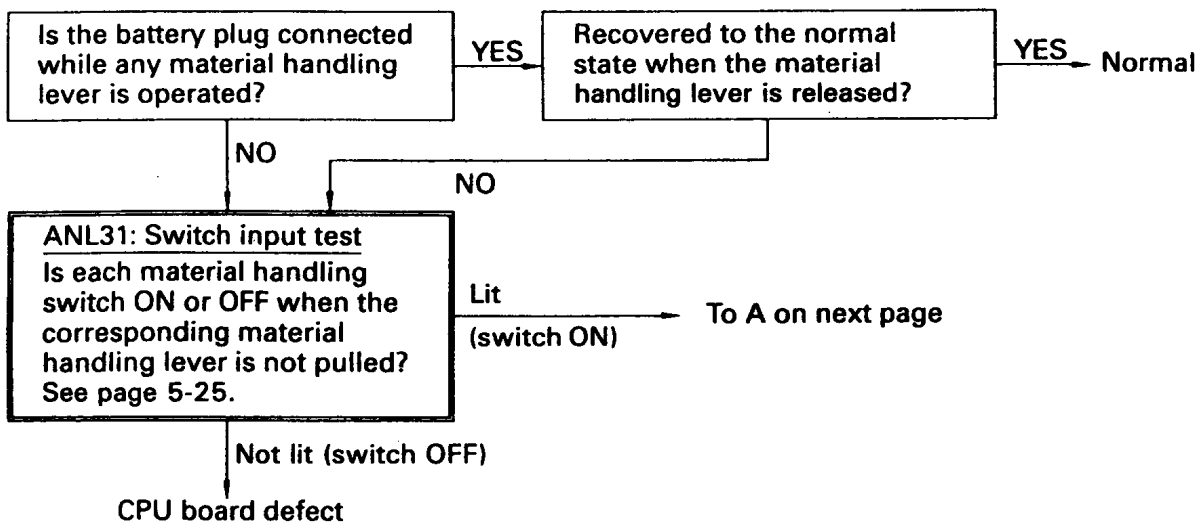 Is the battery plug connected
while any material handling
lever is operated?
YES
Recovered to the normal
state when the material
handling lever is released?
YES
Normal
NO
NO
ANL31: Switch input test
Is each material handling
switch ON or OFF when the
corresponding material
handling lever is not pulled?
See page 5-25.
Lit
(switch ON)
To A on next page
Not lit (switch OFF)
CPU board defect